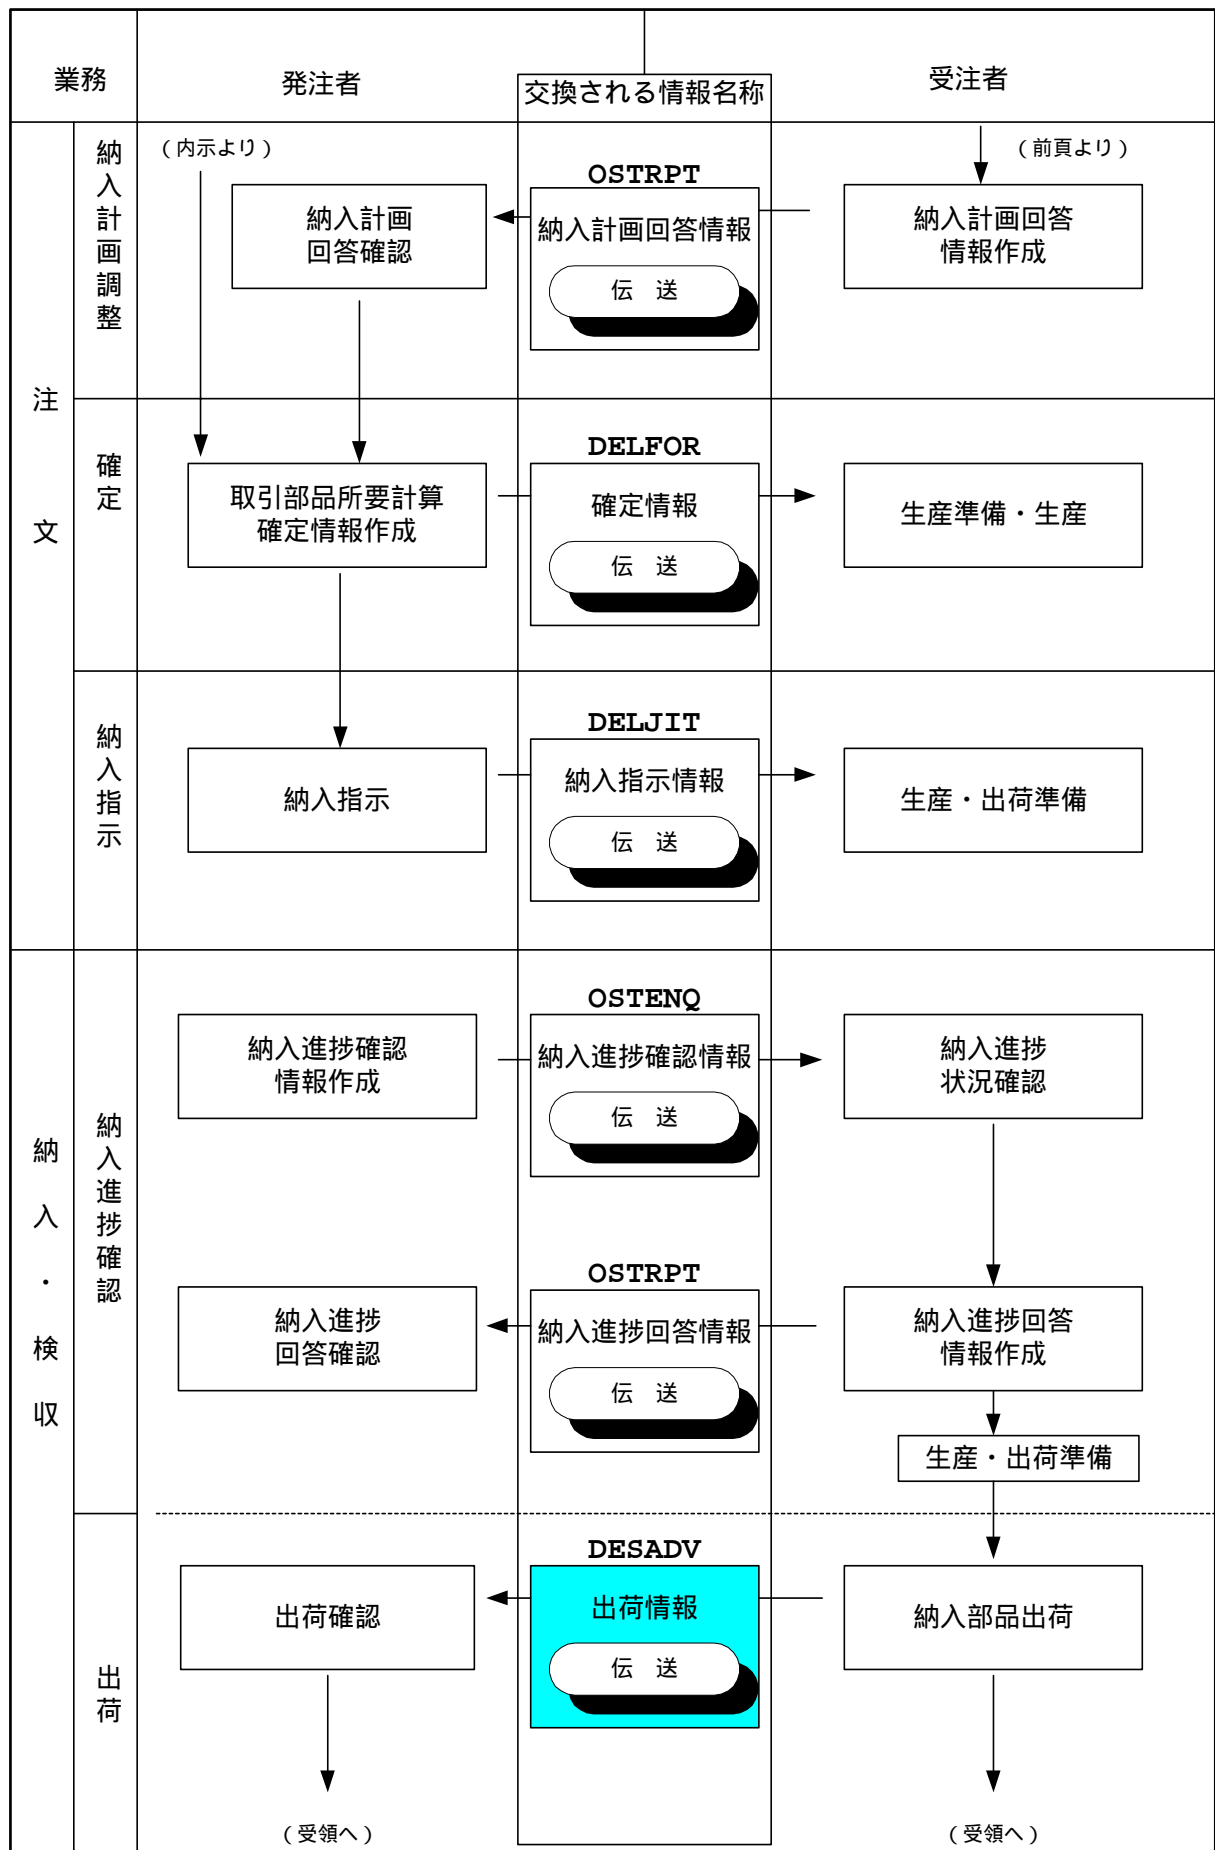 業務
発注者
交換される情報名称
受注者
注文
納入計画調整
(内示より)
(前頁より)
OSTRPT
納入計画
回答確認
納入計画回答情報
伝 送
納入計画回答
情報作成
確定
DELFOR
取引部品所要計算
確定情報作成
確定情報
伝 送
生産準備・生産
納入指示
DELJIT
納入指示
納入指示情報
伝 送
生産・出荷準備
納入・検収
納入進捗確認
OSTENQ
納入進捗確認
情報作成
納入進捗確認情報
伝 送
納入進捗
状況確認
OSTRPT
納入進捗
回答確認
納入進捗回答情報
伝 送
納入進捗回答
情報作成
生産・出荷準備
出荷
DESADV
出荷確認
出荷情報
伝 送
納入部品出荷
(受領へ)
(受領へ)